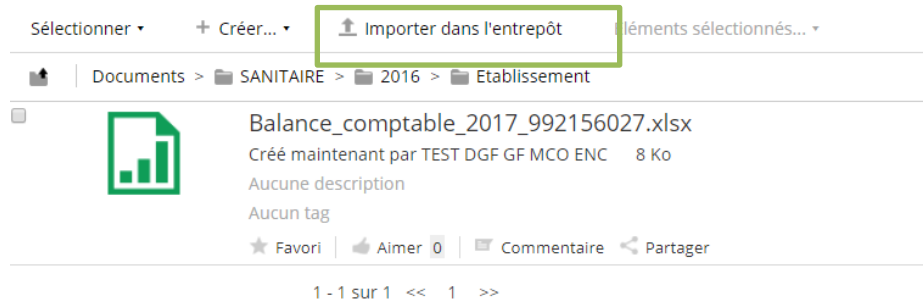 Sélectionner ▾ + Créer... ▾ Importer dans l'entrepôt Eléments sélectionnés... ▾
Documents > SANITAIRE > 2016 > Etablissement
Balance_comptable_2017_992156027.xlsx
Créé maintenant par TEST DGF GF MCO ENC 8 Ko
Aucune description
Aucun tag
Favori Aimer 0 Commentaire Partager
1 - 1 sur 1 << 1 >>